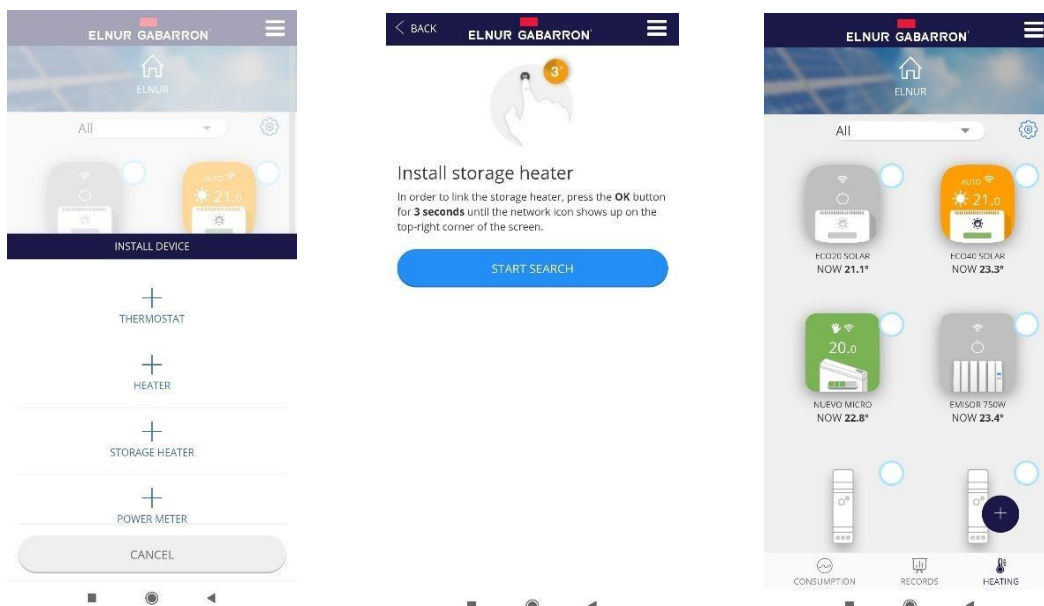 ELNUR GABARRON
ELNUR
All
AUTO
21.0
INSTALL DEVICE
THERMOSTAT
HEATER
STORAGE HEATER
POWER METER
CANCEL
BACK
ELNUR GABARRON
3"
Install storage heater
In order to link the storage heater, press the OK button
for 3 seconds until the network icon shows up on the
top-right corner of the screen.
START SEARCH
ELNUR GABARRON
ELNUR
All
AUTO
21.0
ECO20 SOLAR
NOW 21.1°
ECO40 SOLAR
NOW 23.3°
20.0
NUEVO MICRO
NOW 22.8°
EMISOR 750W
NOW 23.4°
CONSUMPTION
RECORDS
HEATING